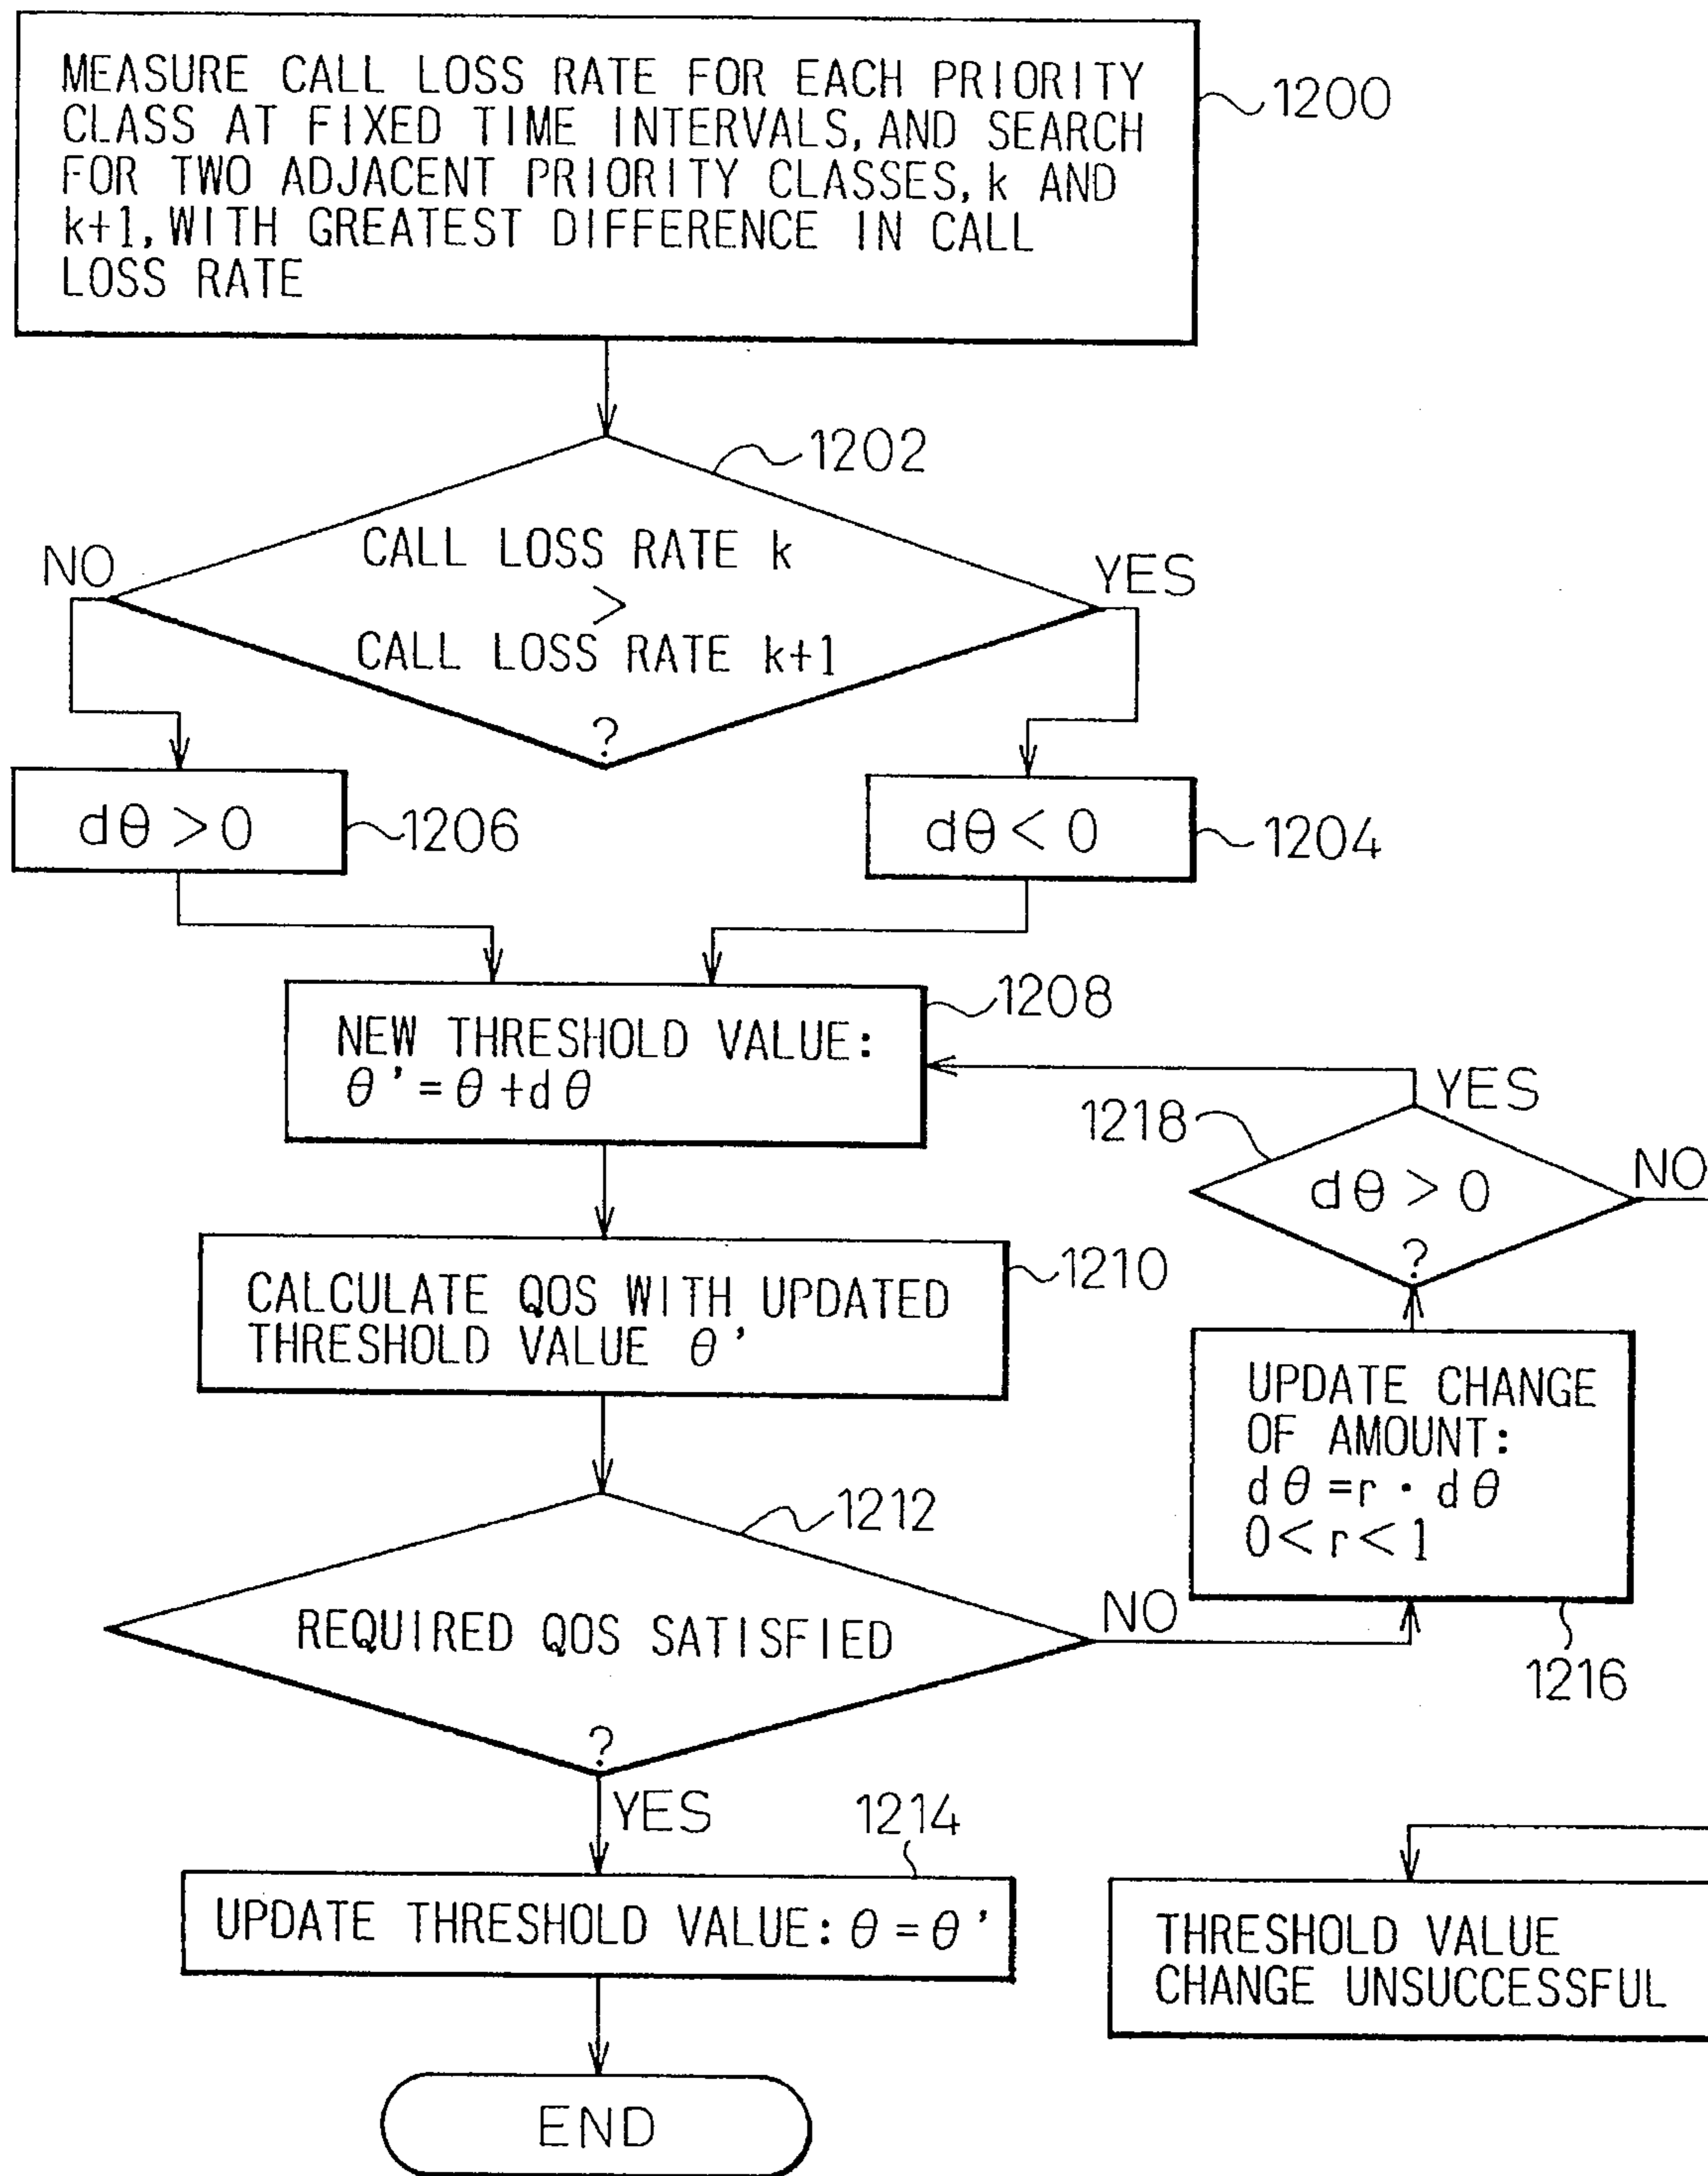 MEASURE CALL LOSS RATE FOR EACH PRIORITY
CLASS AT FIXED TIME INTERVALS, AND SEARCH
FOR TWO ADJACENT PRIORITY CLASSES, k AND
k+1, WITH GREATEST DIFFERENCE IN CALL
LOSS RATE
1200
1202
CALL LOSS RATE k
>
CALL LOSS RATE k+1
?
NO
YES
dθ > 0
1206
dθ < 0
1204
NEW THRESHOLD VALUE:
θ' = θ + dθ
1208
CALCULATE QOS WITH UPDATED
THRESHOLD VALUE θ'
1210
1212
REQUIRED QOS SATISFIED
?
NO
YES
UPDATE CHANGE
OF AMOUNT:
dθ = r · dθ
0 < r < 1
1216
1218
dθ > 0
?
YES
NO
1214
UPDATE THRESHOLD VALUE: θ = θ'
THRESHOLD VALUE
CHANGE UNSUCCESSFUL
END